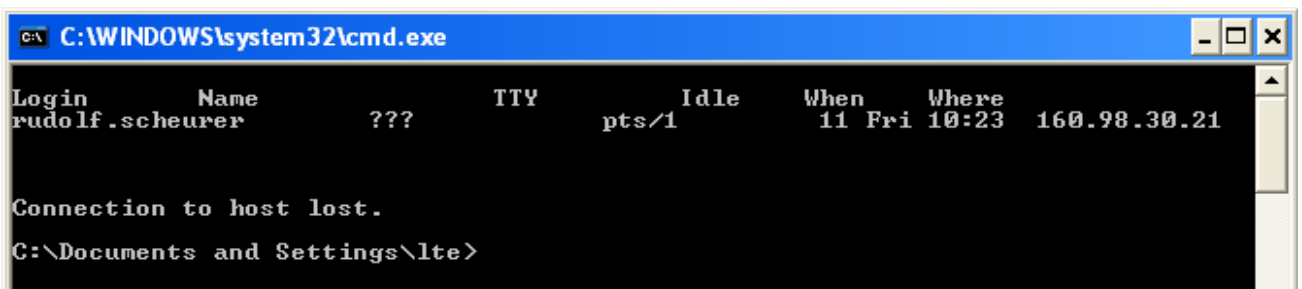 C:\WINDOWS\system32\cmd.exe
Login Name TTY Idle When Where
rudolf.scheurer ??? pts/1 11 Fri 10:23 160.98.30.21
Connection to host lost.
C:\Documents and Settings\lte>